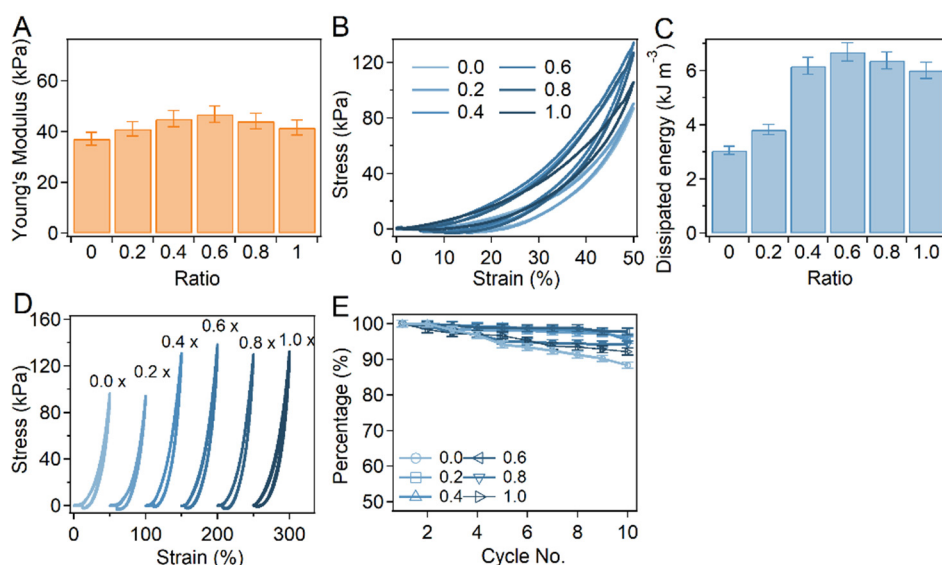 A
Young's Modulus (kPa)
60
40
20
0
0 0.2 0.4 0.6 0.8 1
Ratio
B
Stress (kPa)
120
80
40
0
0.0 0.6
0.2 0.8
0.4 1.0
0 10 20 30 40 50
Strain (%)
C
Dissipated energy (kJ m⁻³)
6
4
2
0
0 0.2 0.4 0.6 0.8 1.0
Ratio
D
Stress (kPa)
160
120
80
40
0
0.0 x 0.2 x 0.4 x 0.6 x 0.8 x 1.0 x
0 100 200 300
Strain (%)
E
Percentage (%)
100
90
80
70
60
50
0.0 0.6
0.2 0.8
0.4 1.0
2 4 6 8 10
Cycle No.